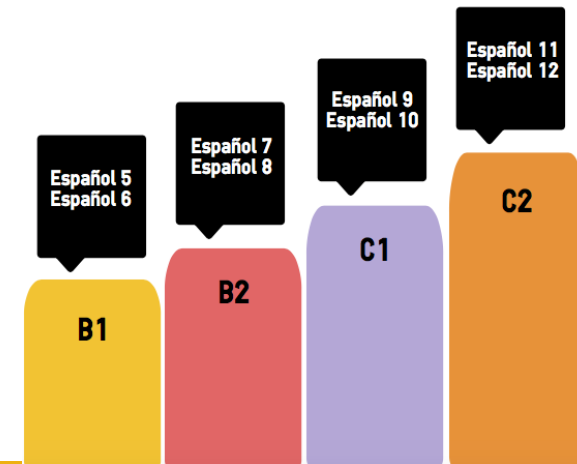 Español 5
Español 6
B1
Español 7
Español 8
B2
Español 9
Español 10
C1
Español 11
Español 12
C2